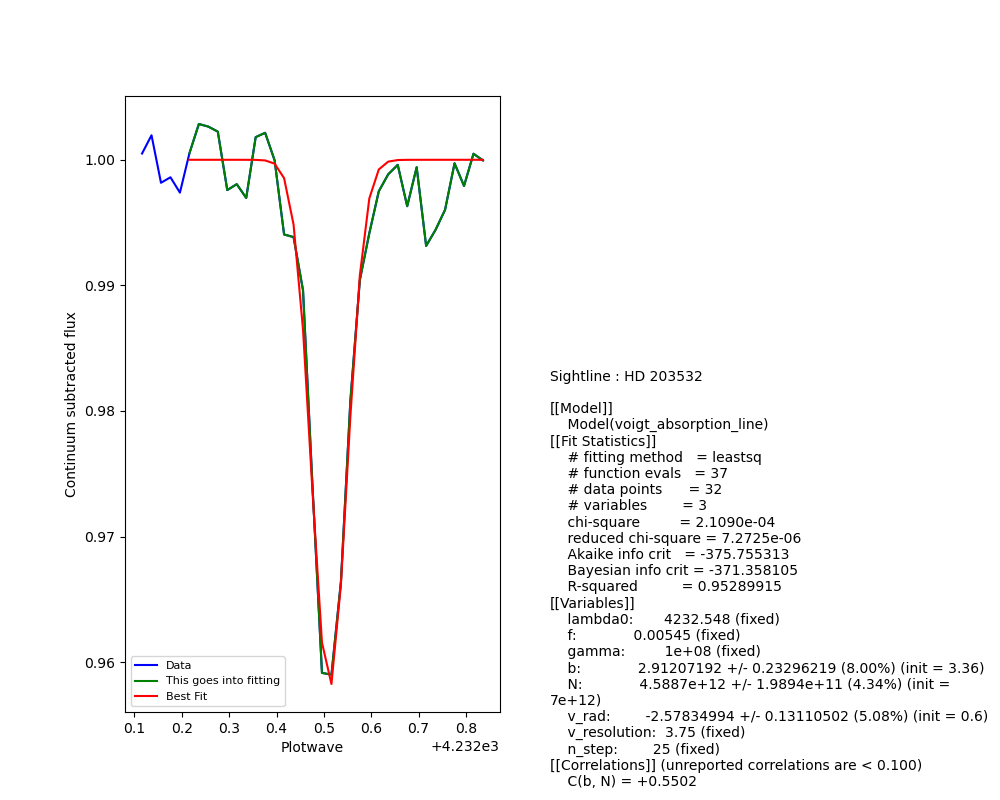 1.00
0.99
0.98
0.97
0.96
Continuum subtracted flux
Data
This goes into fitting
Best Fit
0.1 0.2 0.3 0.4 0.5 0.6 0.7 0.8
Plotwave
+4.232e3
Sightline : HD 203532
[[Model]]
Model(voigt_absorption_line)
[[Fit Statistics]]
# fitting method = leastsq
# function evals = 37
# data points = 32
# variables = 3
chi-square = 2.1090e-04
reduced chi-square = 7.2725e-06
Akaike info crit = -375.755313
Bayesian info crit = -371.358105
R-squared = 0.95289915
[[Variables]]
lambda0: 4232.548 (fixed)
f: 0.00545 (fixed)
gamma: 1e+08 (fixed)
b: 2.91207192 +/- 0.23296219 (8.00%) (init = 3.36)
N: 4.5887e+12 +/- 1.9894e+11 (4.34%) (init =
7e+12)
v_rad: -2.57834994 +/- 0.13110502 (5.08%) (init = 0.6)
v_resolution: 3.75 (fixed)
n_step: 25 (fixed)
[[Correlations]] (unreported correlations are < 0.100)
C(b, N) = +0.5502